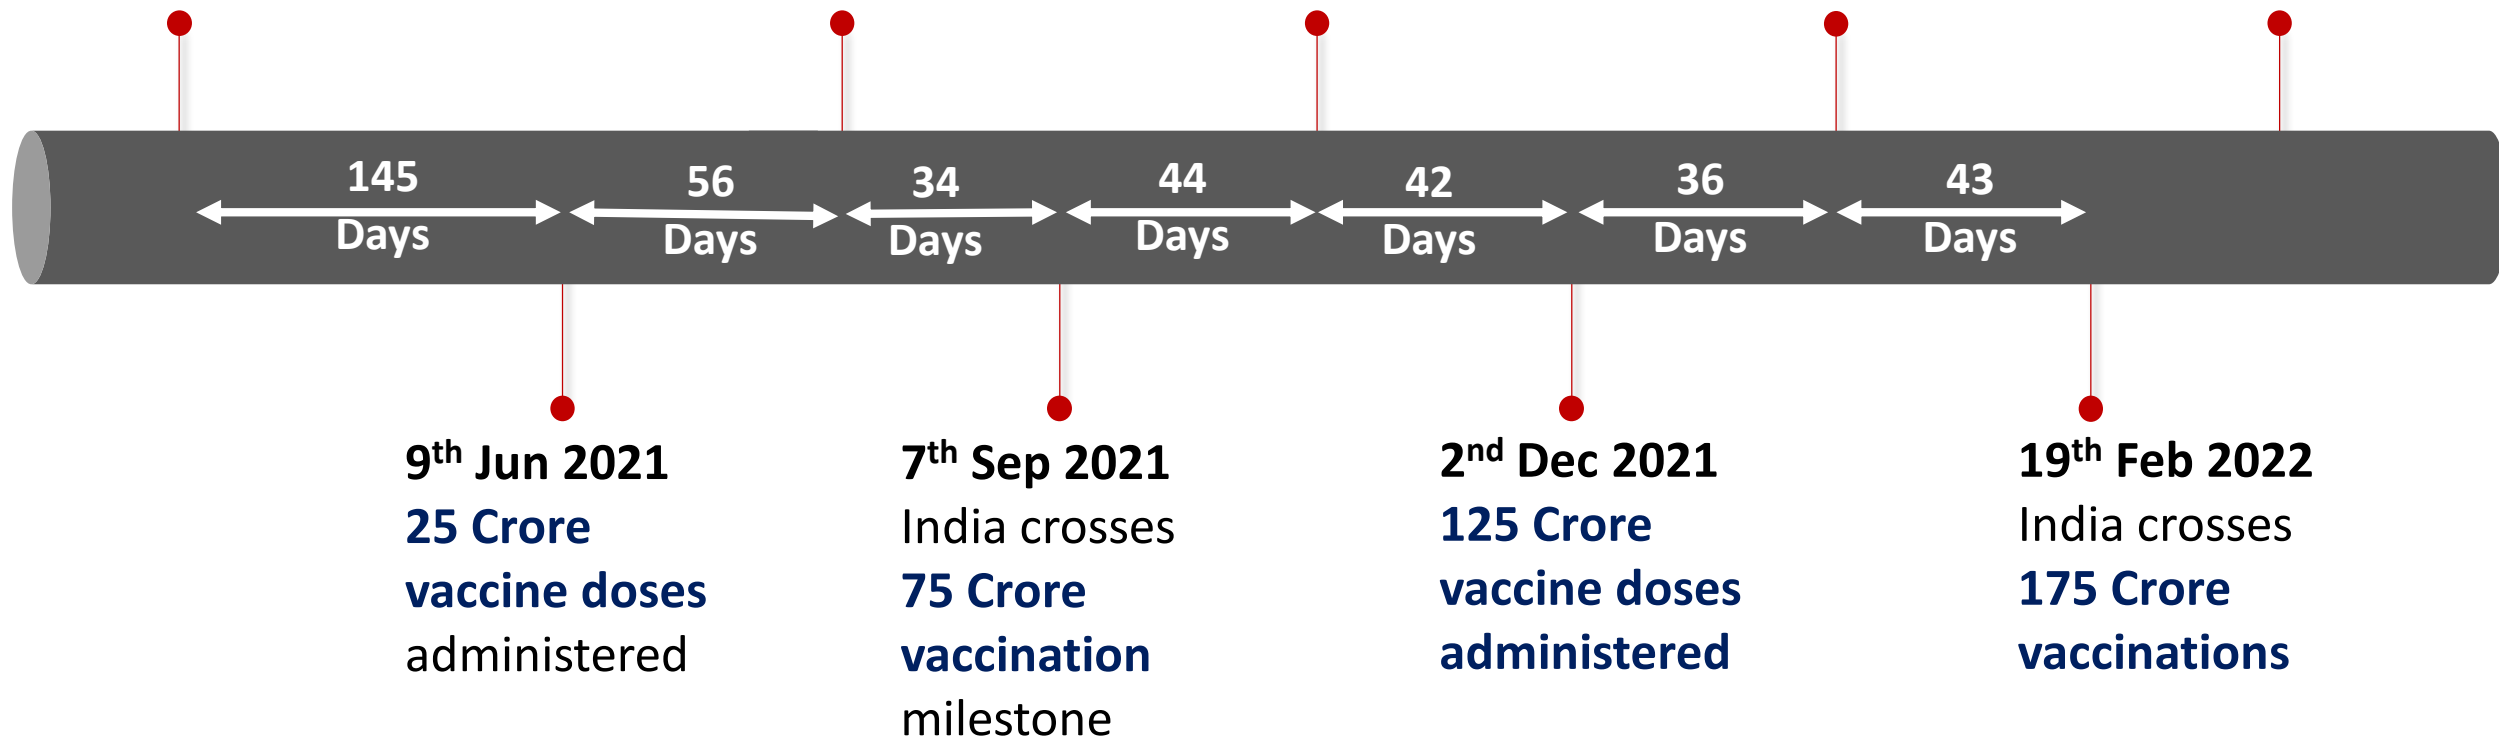 145
Days
56
Days
34
Days
44
Days
42
Days
36
Days
43
Days
9th Jun 2021
25 Crore
vaccine doses
administered
7th Sep 2021
India crosses
75 Crore
vaccination
milestone
2nd Dec 2021
125 Crore
vaccine doses
administered
19th Feb 2022
India crosses
175 Crore
vaccinations